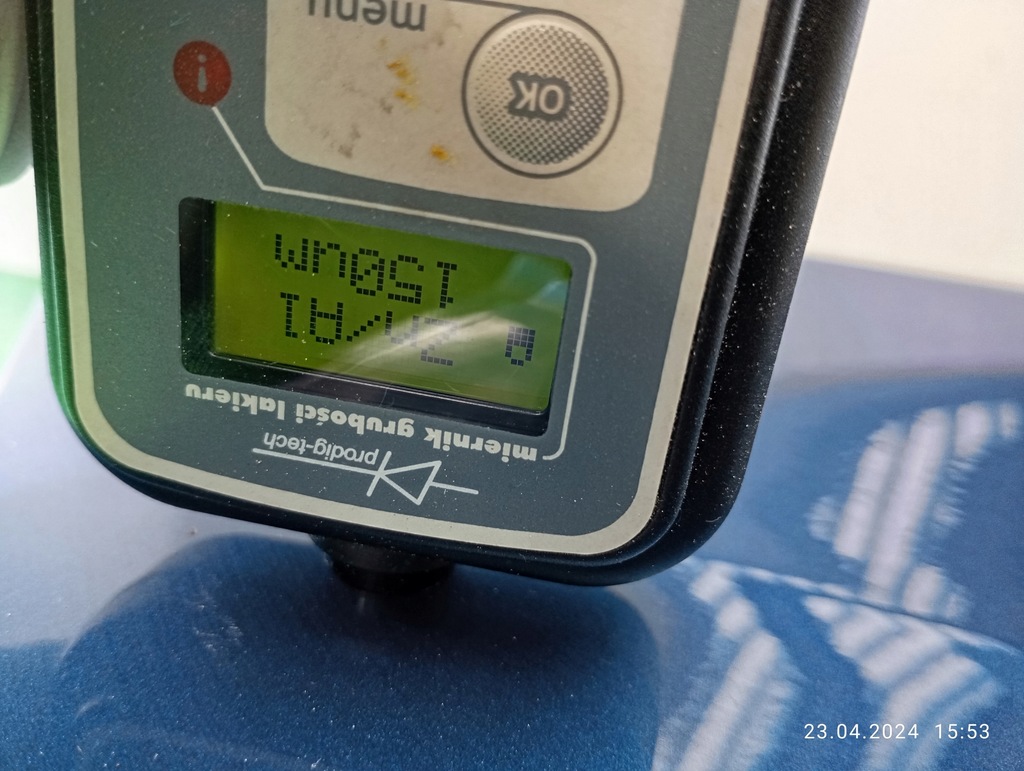 prodig-tech
miernik grubości lakieru
ZN/Al
150um
i
OK
menu
23.04.2024 15:53